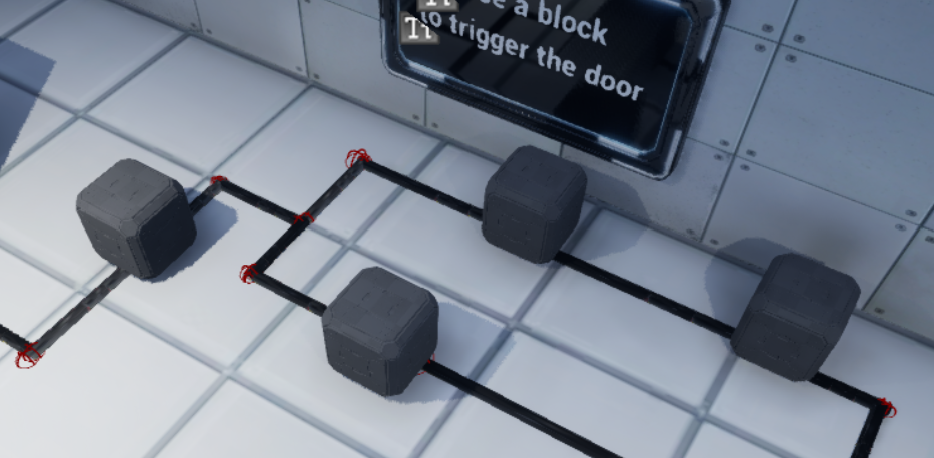 a block
to trigger the door